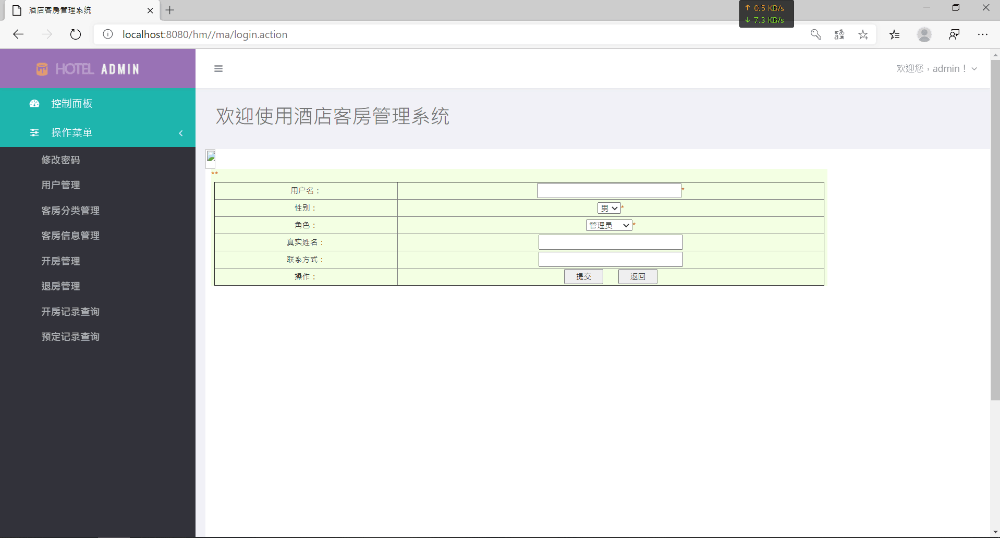 酒店客房管理系统
↑ 0.5 KB/s
↓ 7.3 KB/s
localhost:8080/hm//ma/login.action
HOTEL ADMIN
欢迎您，admin！
控制面板
操作菜单
修改密码
用户管理
客房分类管理
客房信息管理
开房管理
退房管理
开房记录查询
预定记录查询
欢迎使用酒店客房管理系统
**
用户名： *
性别： 男 *
角色： 管理员 *
真实姓名：
联系方式：
操作： 提交 返回